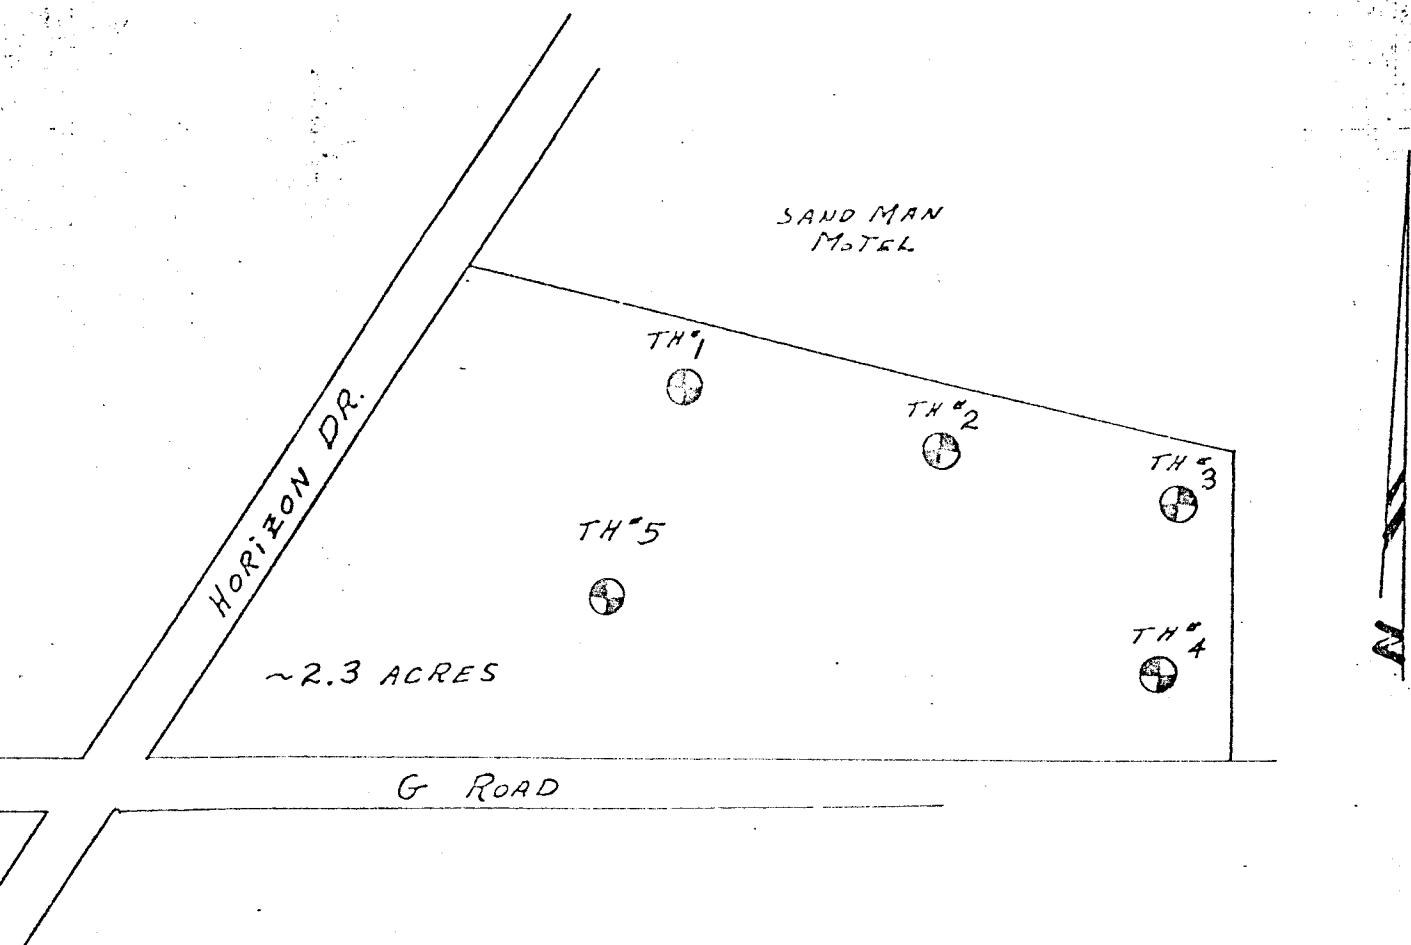 SAND MAN
MOTEL
TH#1
TH#2
TH#3
HORIZON DR.
TH#5
TH#4
~2.3 ACRES
G ROAD
N